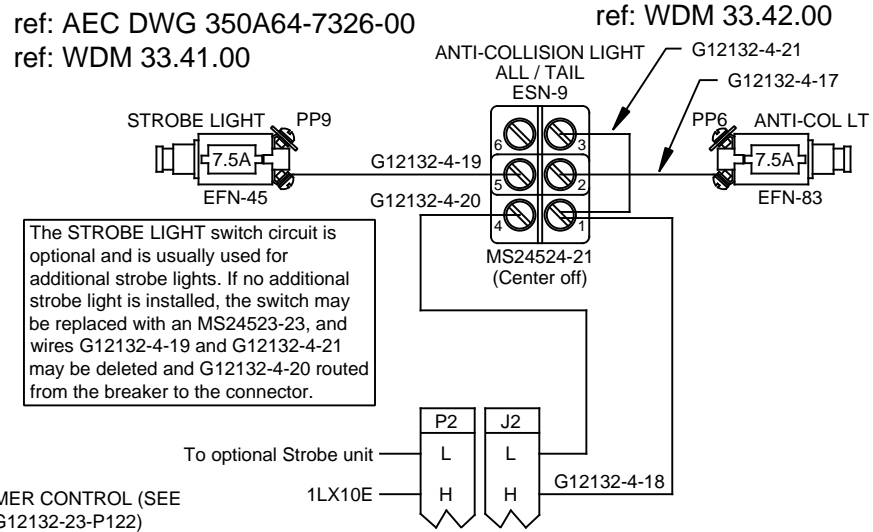 ref: AEC DWG 350A64-7326-00
ref: WDM 33.41.00
ref: WDM 33.42.00
ANTI-COLLISION LIGHT
ALL / TAIL
ESN-9
G12132-4-21
G12132-4-17
STROBE LIGHT
PP9
7.5A
EFN-45
G12132-4-19
G12132-4-20
6
3
5
2
4
1
MS24524-21
(Center off)
PP6
ANTI-COL LT
7.5A
EFN-83
The STROBE LIGHT switch circuit is
optional and is usually used for
additional strobe lights. If no additional
strobe light is installed, the switch may
be replaced with an MS24523-23, and
wires G12132-4-19 and G12132-4-21
may be deleted and G12132-4-20 routed
from the breaker to the connector.
P2
J2
To optional Strobe unit
L
L
1LX10E
H
H
G12132-4-18
MER CONTROL (SEE
G12132-23-P122)